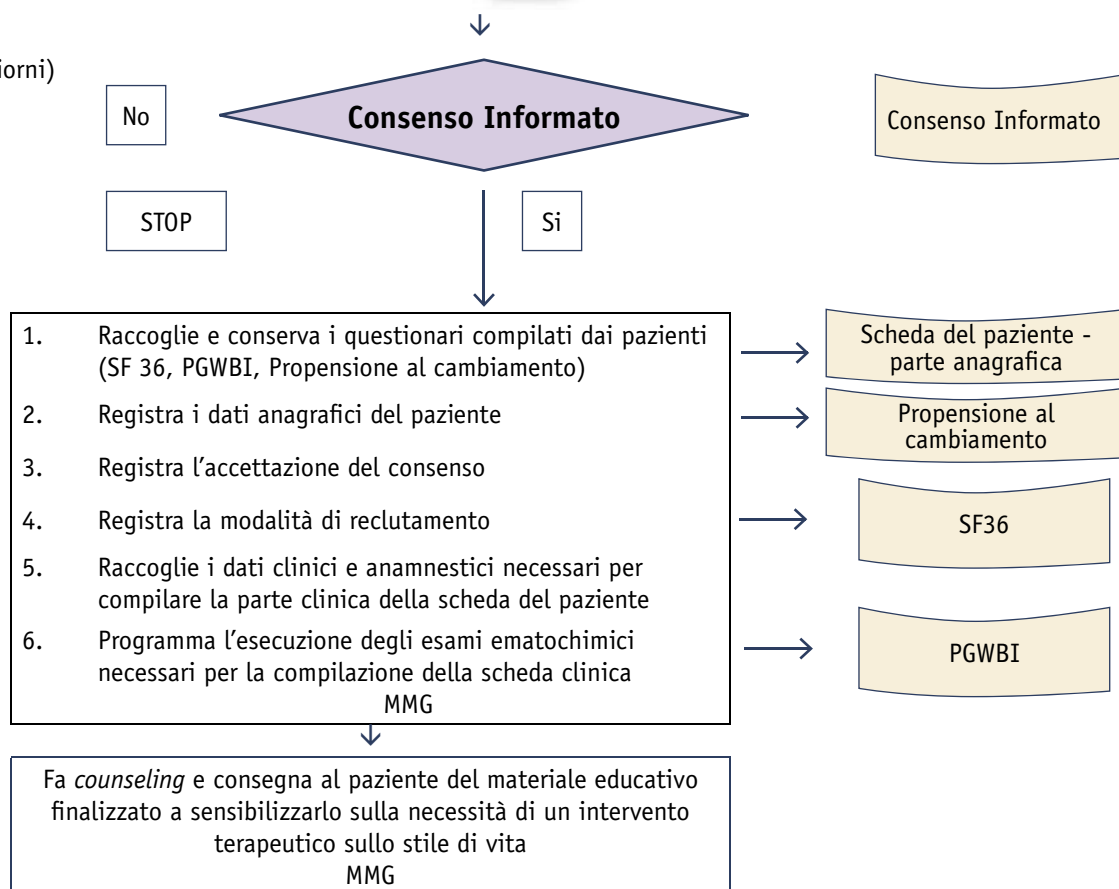 iorni)
No
Consenso Informato
Consenso Informato
STOP
Si
1. Raccoglie e conserva i questionari compilati dai pazienti
(SF 36, PGWBI, Propensione al cambiamento)
2. Registra i dati anagrafici del paziente
3. Registra l'accettazione del consenso
4. Registra la modalità di reclutamento
5. Raccoglie i dati clinici e anamnestici necessari per
compilare la parte clinica della scheda del paziente
6. Programma l'esecuzione degli esami ematochimici
necessari per la compilazione della scheda clinica
MMG
Scheda del paziente -
parte anagrafica
Propensione al
cambiamento
SF36
PGWBI
Fa counseling e consegna al paziente del materiale educativo
finalizzato a sensibilizzarlo sulla necessità di un intervento
terapeutico sullo stile di vita
MMG